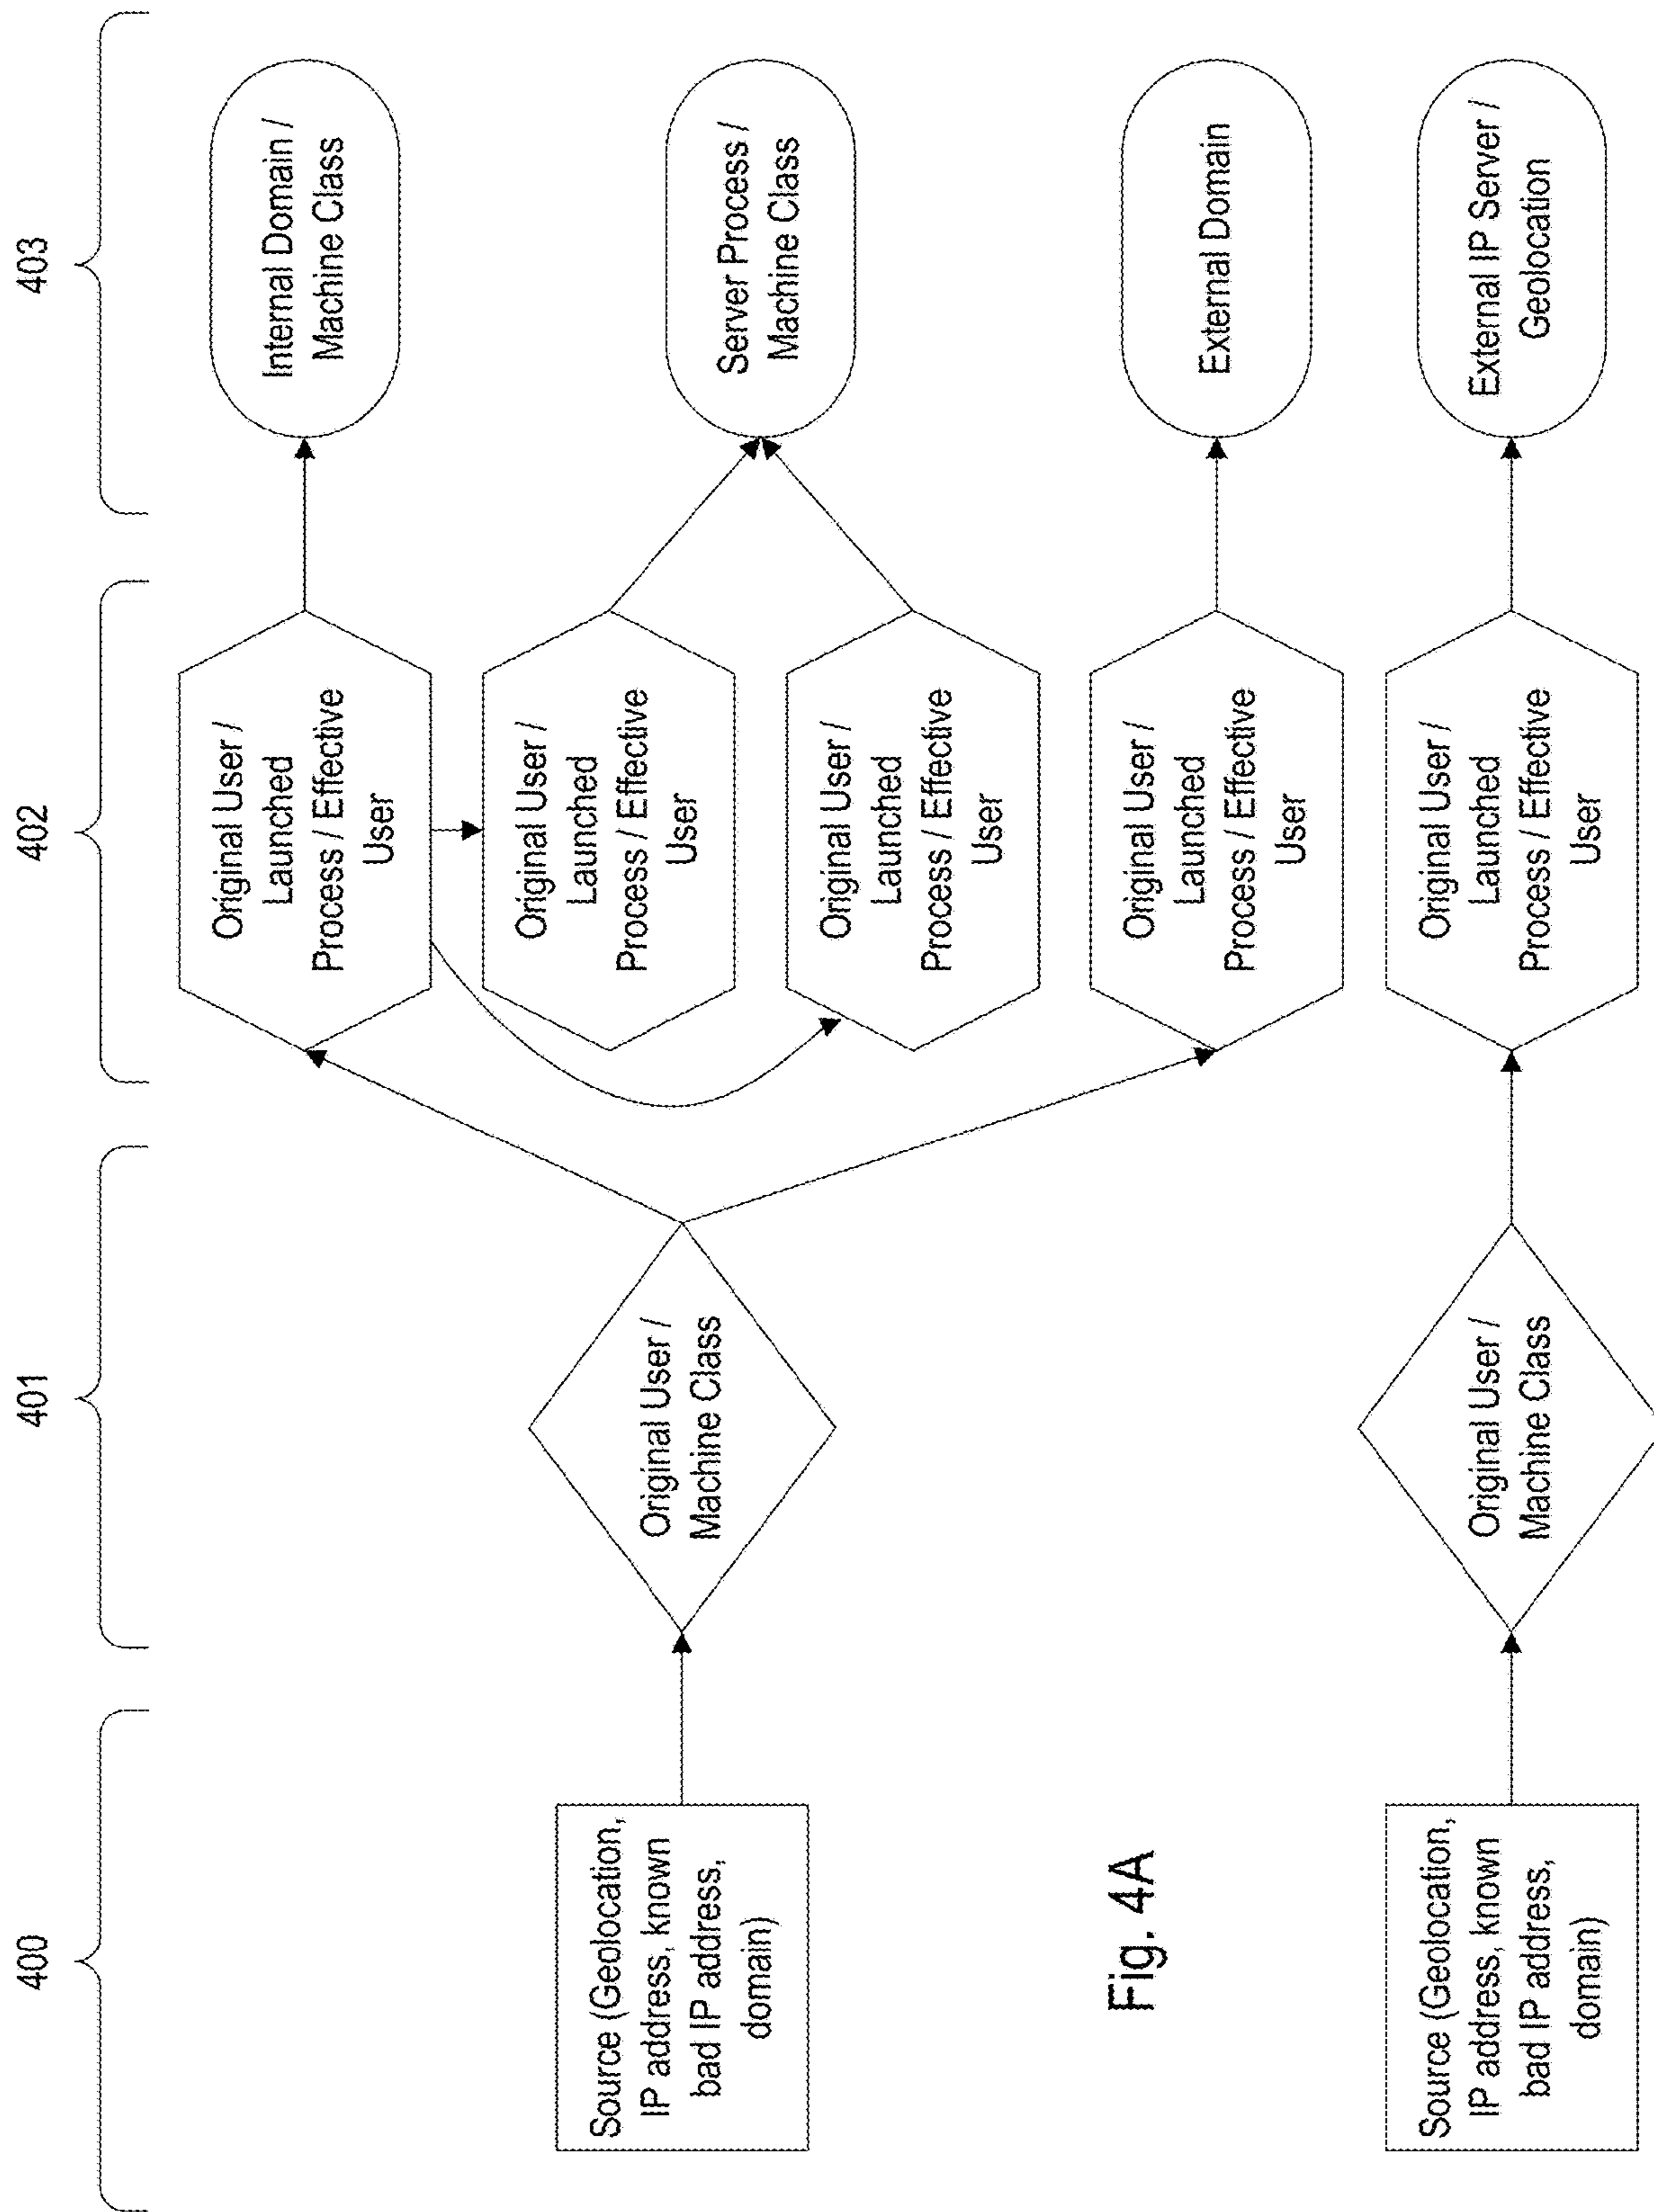 400
401
402
403
Source (Geolocation,
IP address, known
bad IP address,
domain)
Original User /
Machine Class
Original User /
Launched
Process / Effective
User
Internal Domain /
Machine Class
Original User /
Launched
Process / Effective
User
Original User /
Launched
Process / Effective
User
Server Process /
Machine Class
Original User /
Launched
Process / Effective
User
External Domain
Fig. 4A
Source (Geolocation,
IP address, known
bad IP address,
domain)
Original User /
Machine Class
Original User /
Launched
Process / Effective
User
External IP Server /
Geolocation